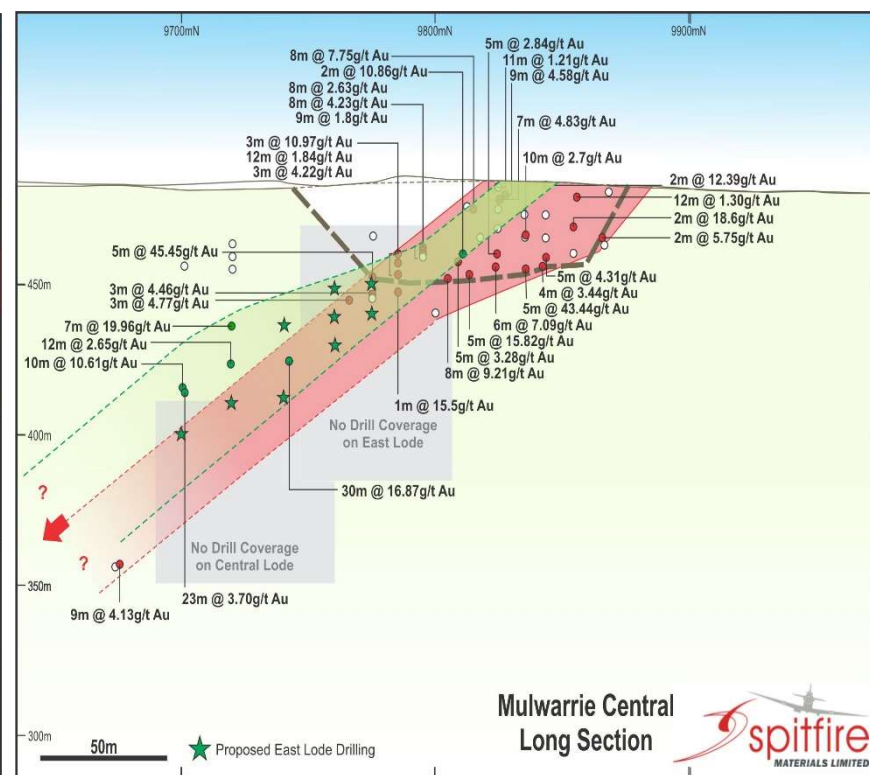 9700mN
9800mN
9900mN
8m @ 7.75g/t Au
2m @ 10.86g/t Au
8m @ 2.63g/t Au
8m @ 4.23g/t Au
9m @ 1.8g/t Au
5m @ 2.84g/t Au
11m @ 1.21g/t Au
9m @ 4.58g/t Au
7m @ 4.83g/t Au
10m @ 2.7g/t Au
3m @ 10.97g/t Au
12m @ 1.84g/t Au
3m @ 4.22g/t Au
2m @ 12.39g/t Au
12m @ 1.30g/t Au
2m @ 18.6g/t Au
2m @ 5.75g/t Au
5m @ 45.45g/t Au
450m
3m @ 4.46g/t Au
3m @ 4.77g/t Au
5m @ 4.31g/t Au
4m @ 3.44g/t Au
5m @ 43.44g/t Au
6m @ 7.09g/t Au
5m @ 15.82g/t Au
5m @ 3.28g/t Au
8m @ 9.21g/t Au
7m @ 19.96g/t Au
12m @ 2.65g/t Au
10m @ 10.61g/t Au
1m @ 15.5g/t Au
No Drill Coverage
on East Lode
400m
30m @ 16.87g/t Au
?
?
No Drill Coverage
on Central Lode
350m
9m @ 4.13g/t Au
23m @ 3.70g/t Au
300m
50m
Proposed East Lode Drilling
Mulwarrie Central
Long Section
spitfire
MATERIALS LIMITED